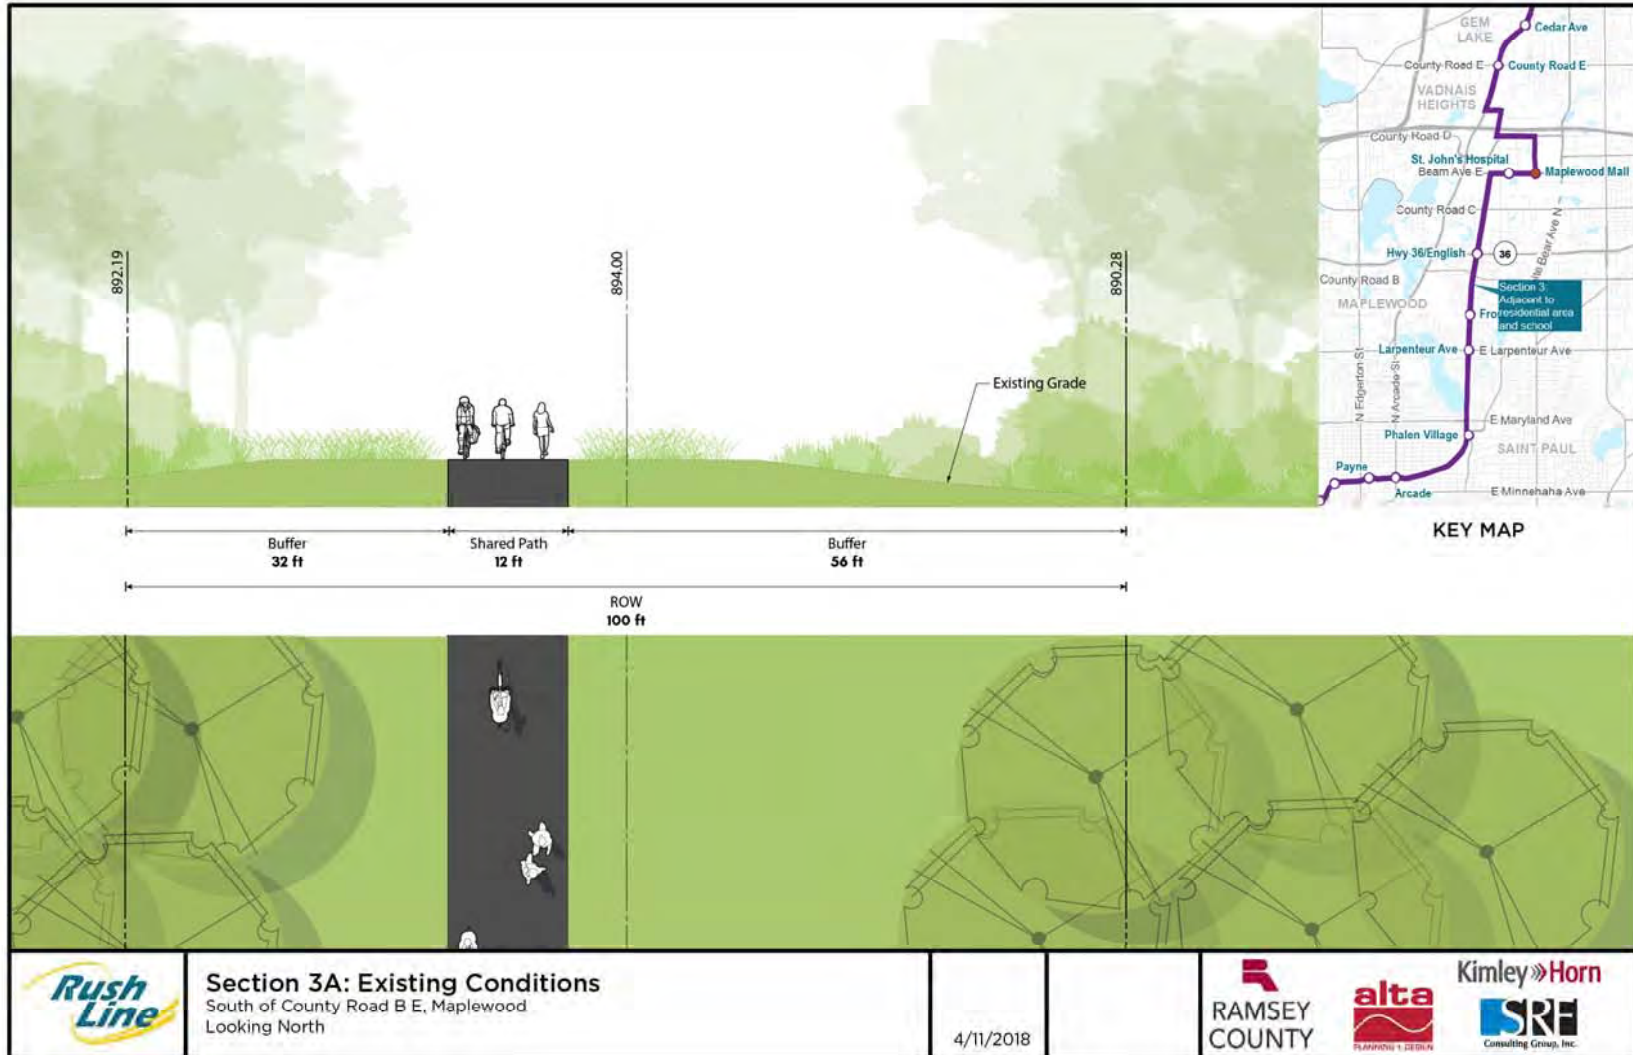 892.19
894.00
890.28
Existing Grade
Buffer
32 ft
Shared Path
12 ft
Buffer
56 ft
ROW
100 ft
GEM
LAKE
Cedar Ave
County Road E
County Road E
VADNAIS
HEIGHTS
County Road D
St. John's Hospital
Beam Ave E
Maplewood Mall
County Road C
Hwy 36/English
36
County Road B
MAPLEWOOD
Bear Ave N
Section 3:
Adjacent to
residential area
and school
Fro
Larpenteur Ave
E Larpenteur Ave
N Edgerton St
N Arcade St
E Maryland Ave
Phalen Village
SAINT PAUL
Payne
Arcade
E Minnehaha Ave
KEY MAP
Rush
Line
Section 3A: Existing Conditions
South of County Road B E, Maplewood
Looking North
4/11/2018
RAMSEY
COUNTY
alta
PLANNING + DESIGN
Kimley»Horn
SRF
Consulting Group, Inc.